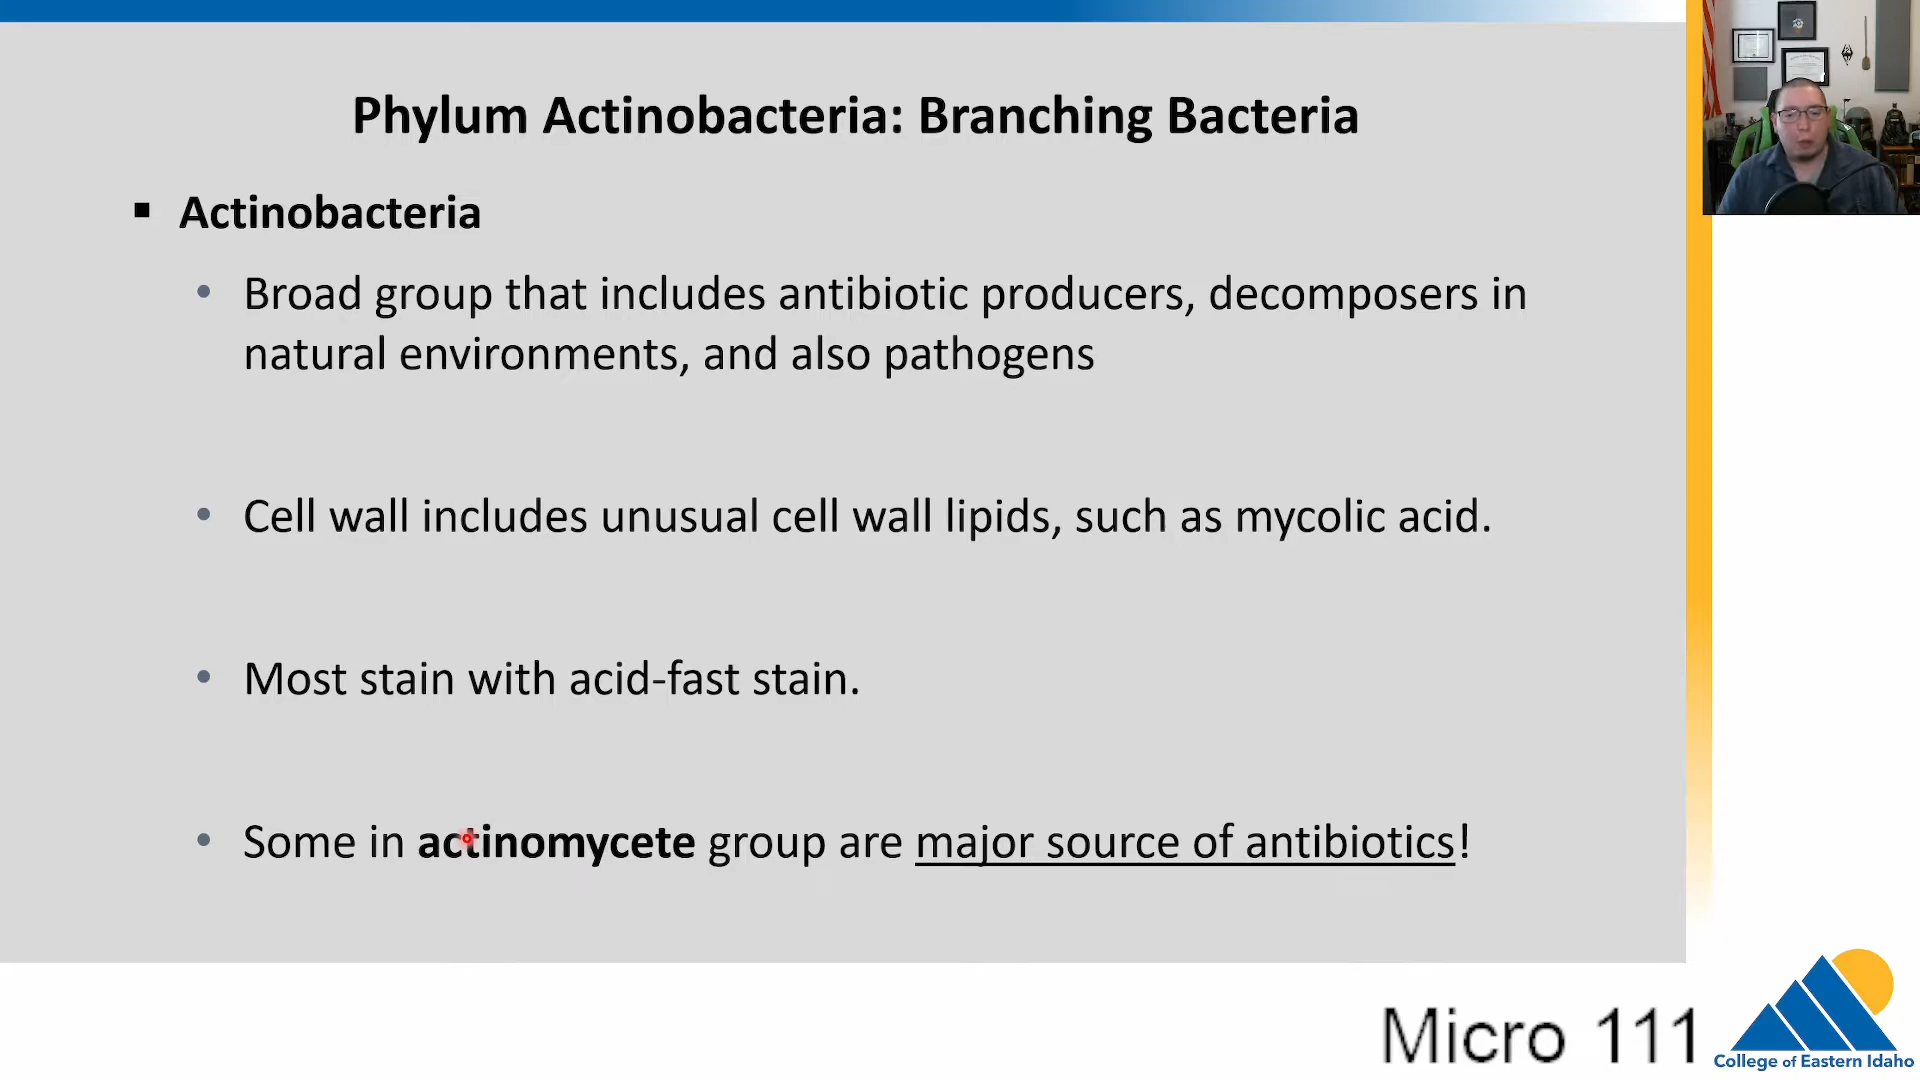 Phylum Actinobacteria: Branching Bacteria
▪ Actinobacteria
• Broad group that includes antibiotic producers, decomposers in
natural environments, and also pathogens
• Cell wall includes unusual cell wall lipids, such as mycolic acid.
• Most stain with acid-fast stain.
• Some in actinomycete group are major source of antibiotics!
Micro 111
College of Eastern Idaho